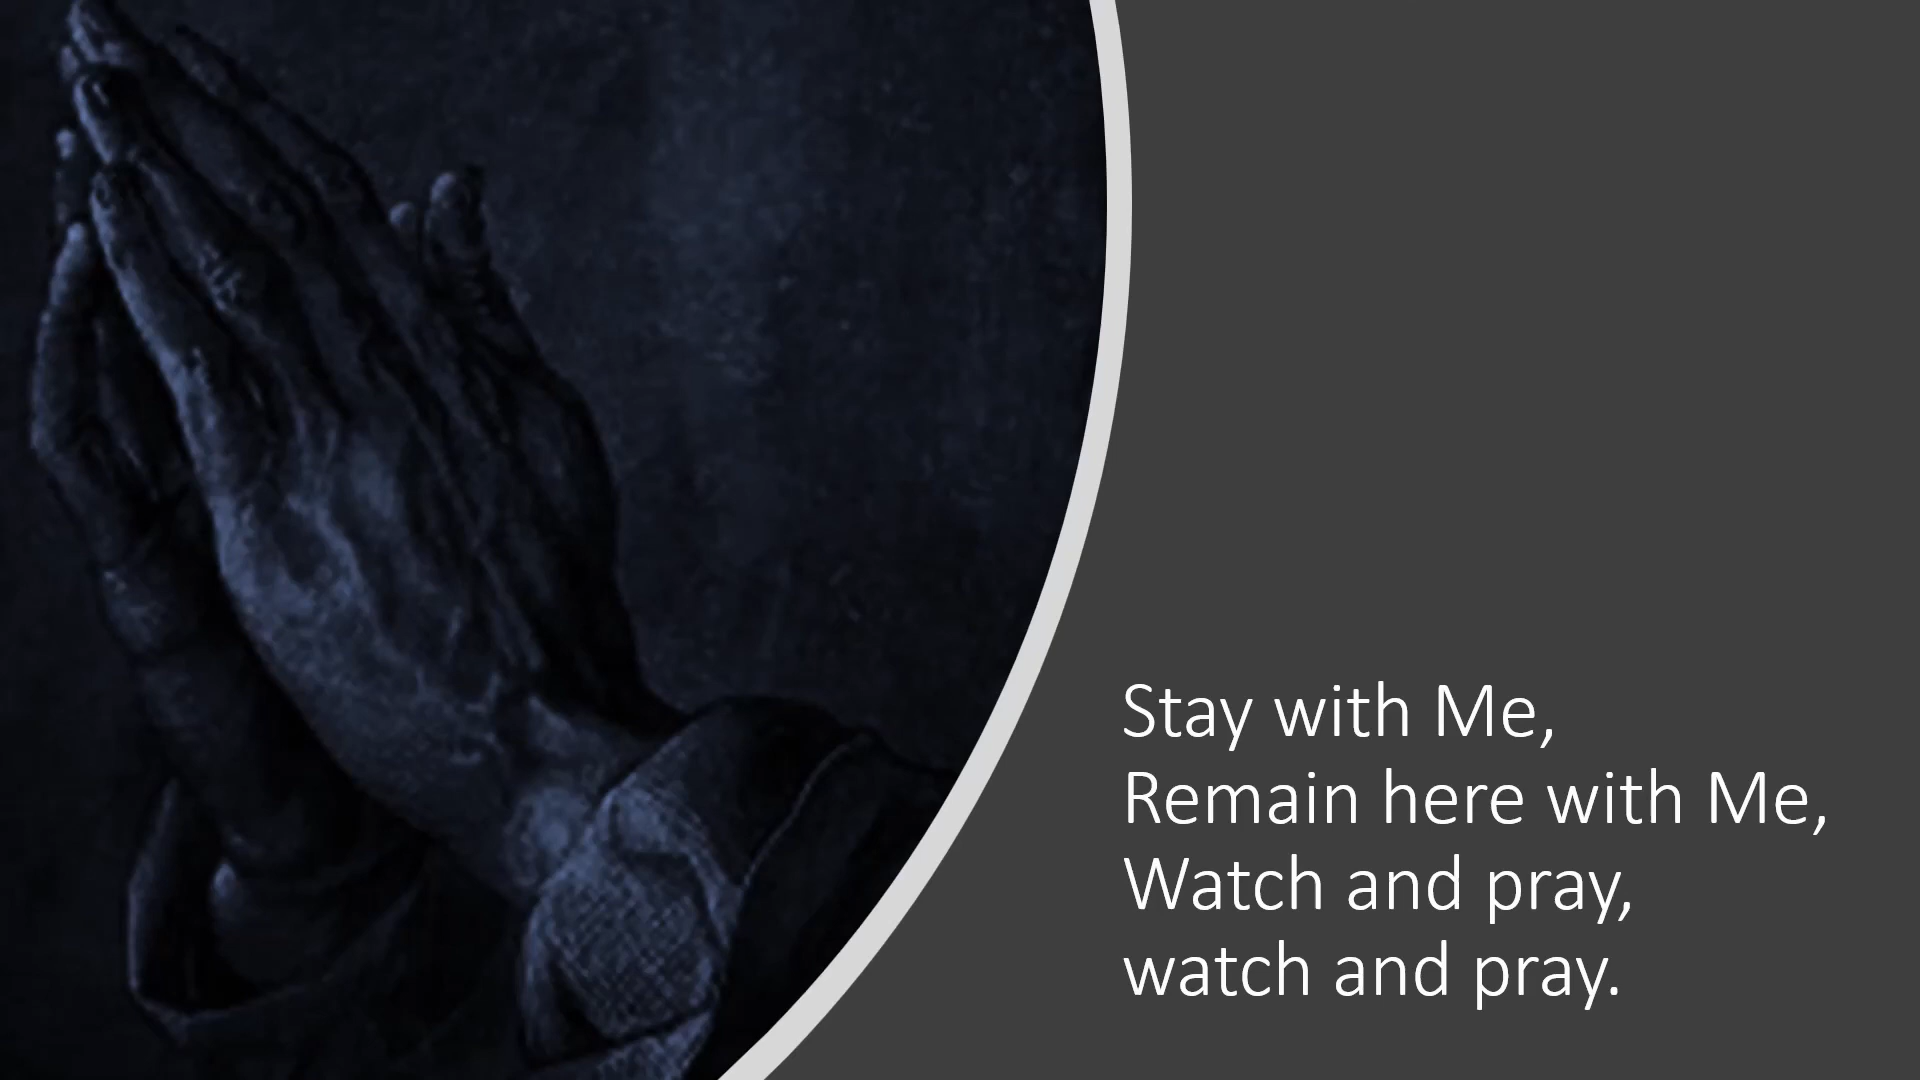 Stay with Me,
Remain here with Me,
Watch and pray,
watch and pray.